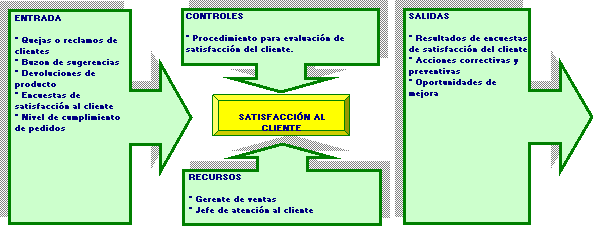 ENTRADA
* Quejas o reclamos de
clientes
* Buzon de sugerencias
* Devoluciones de
producto
* Encuestas de
satisfacción al cliente
* Nivel de cumplimiento
de pedidos
CONTROLES
* Procedimiento para evaluación de
satisfacción del cliente.
SATISFACCIÓN AL
CLIENTE
RECURSOS
* Gerente de ventas
* Jefe de atención al cliente
SALIDAS
* Resultados de encuestas
de satisfacción del cliente
* Acciones correctivas y
preventivas
* Oportunidades de
mejora